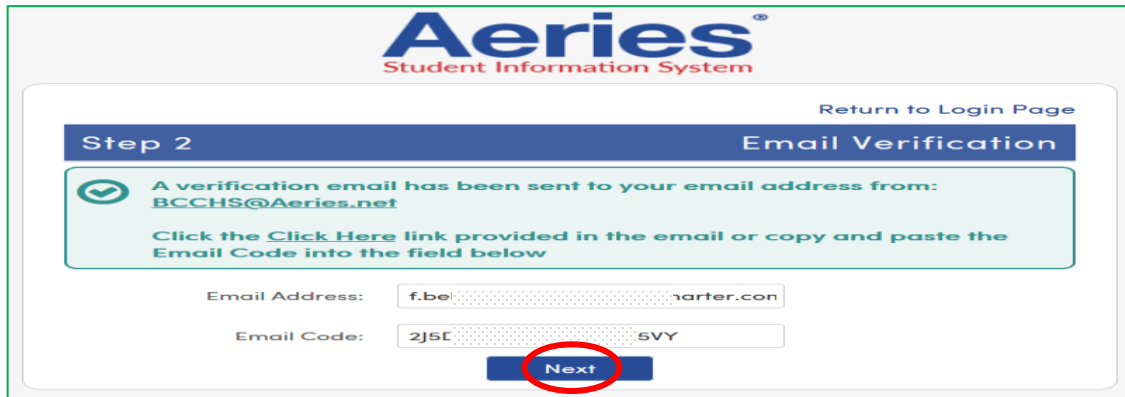 Aeries®
Student Information System
Return to Login Page
Step 2 Email Verification
A verification email has been sent to your email address from:
BCCHS@Aeries.net
Click the Click Here link provided in the email or copy and paste the
Email Code into the field below
Email Address:
Email Code:
Next